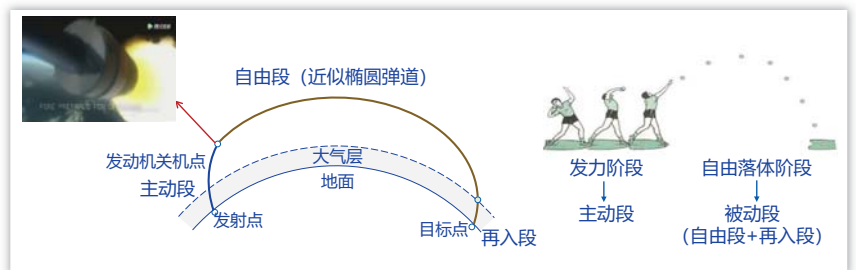 自由段（近似椭圆弹道）
发动机关机点
大气层
主动段
地面
发射点
目标点
再入段
发力阶段
自由落体阶段
主动段
被动段
（自由段+再入段）